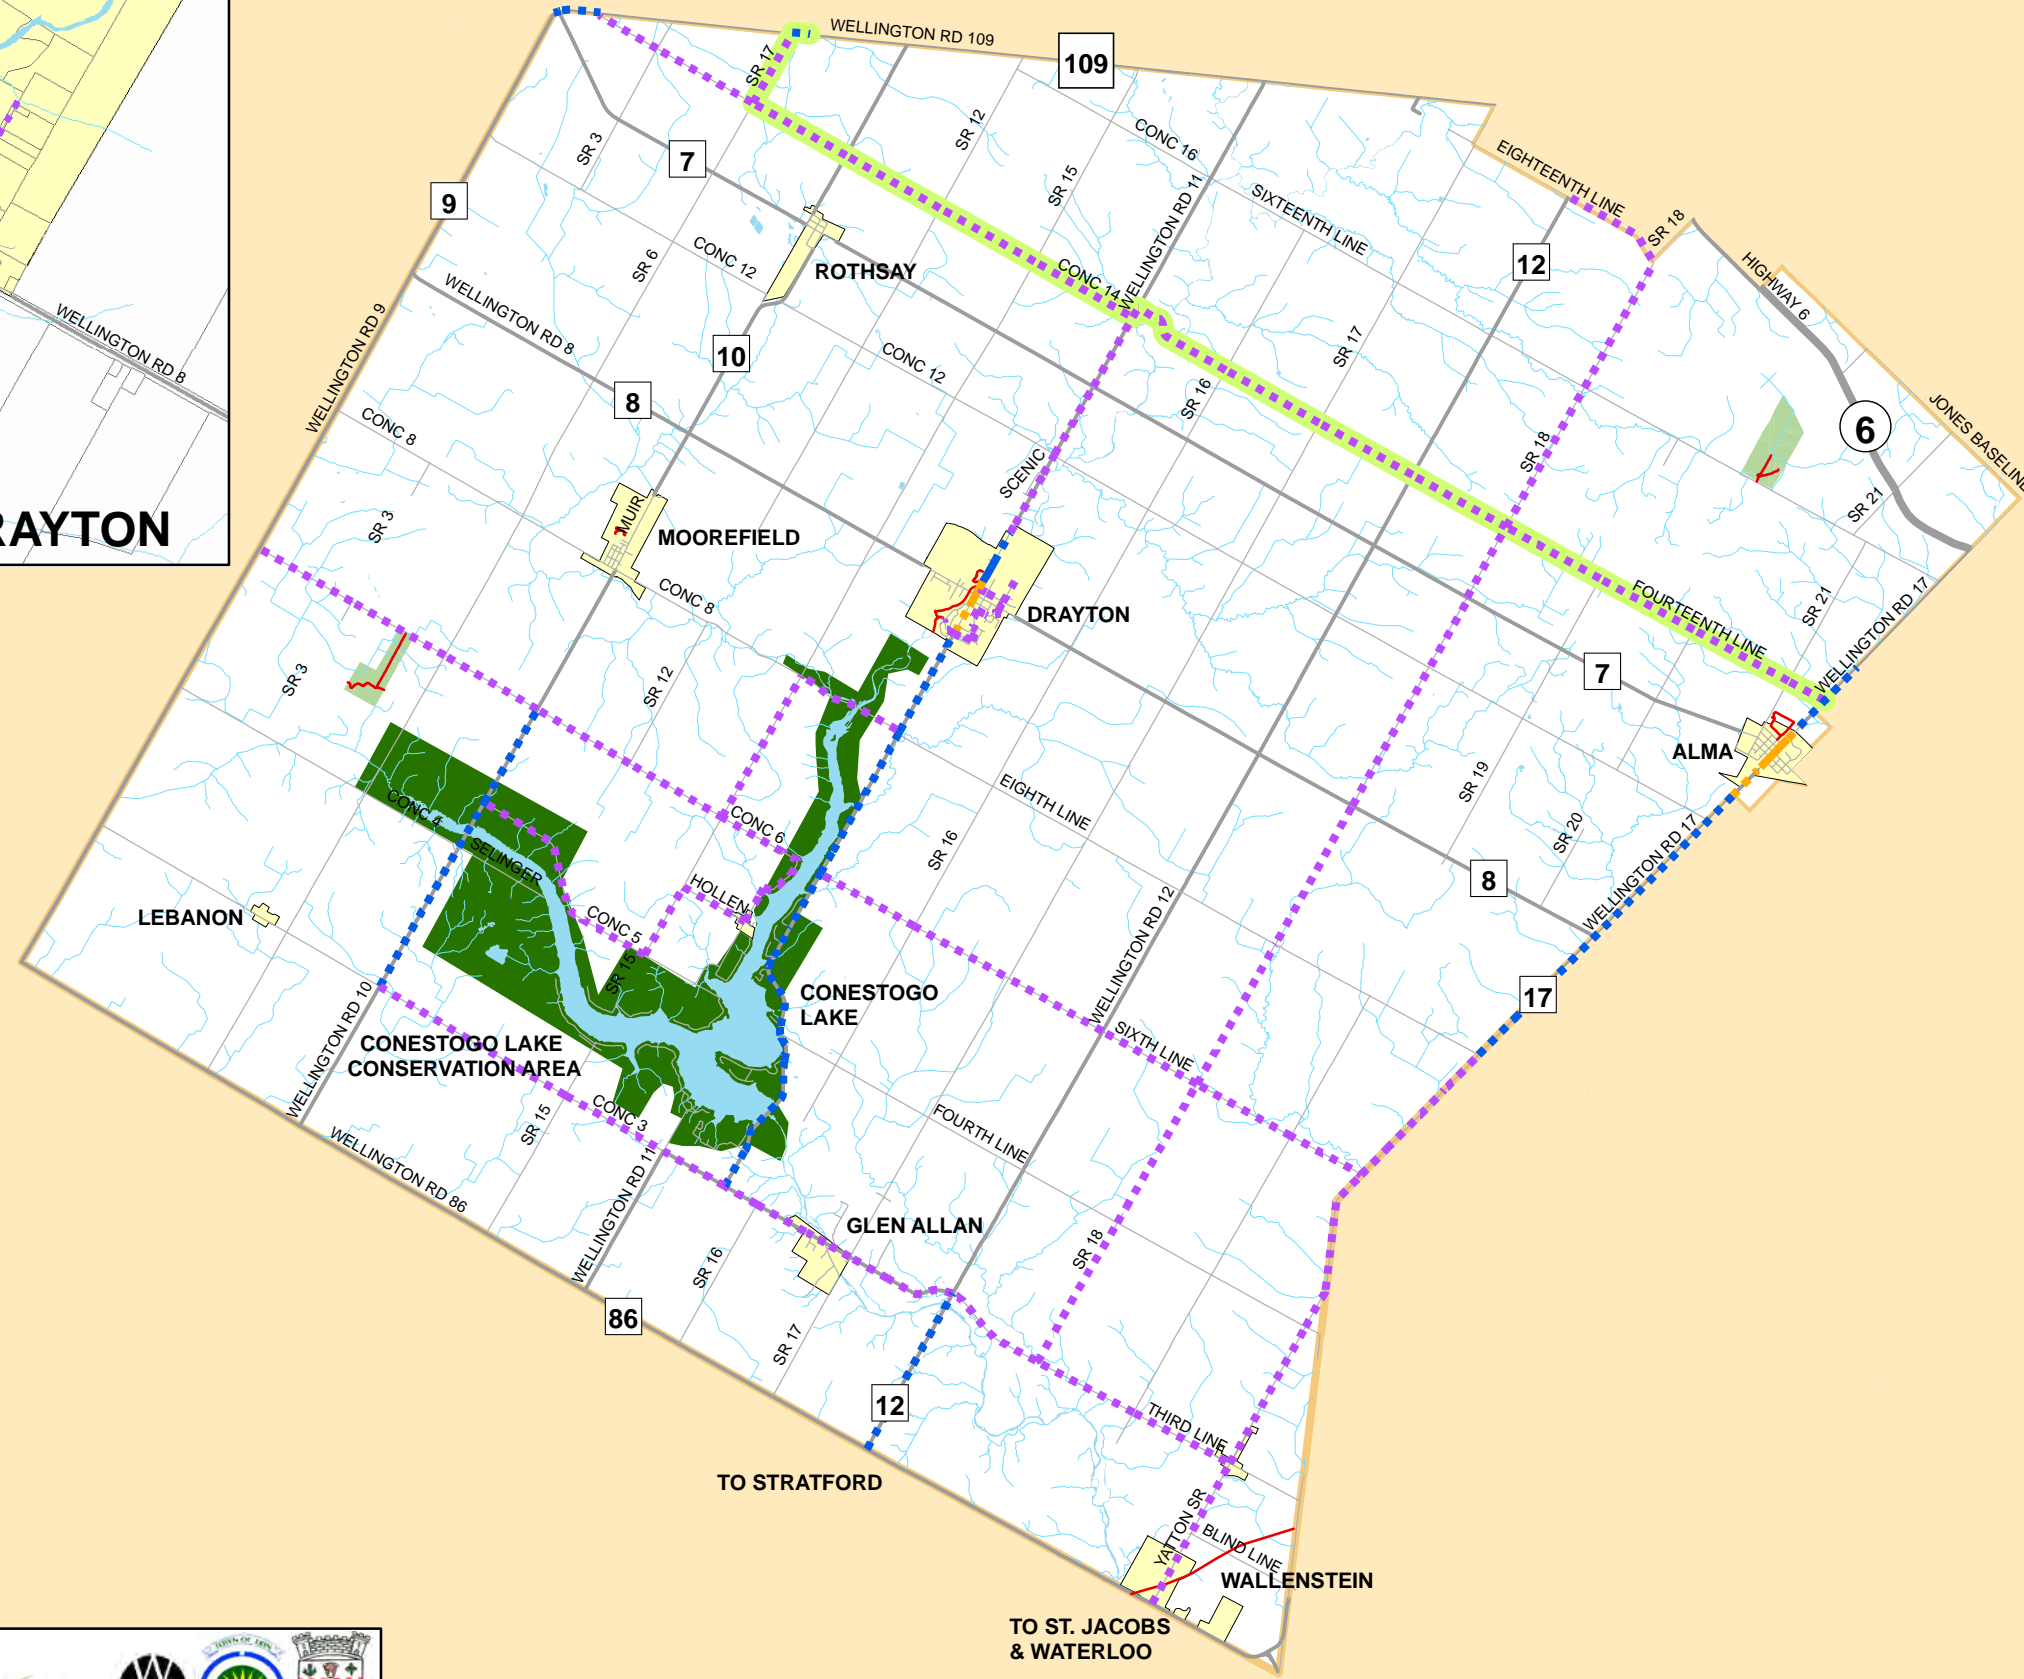 WELLINGTON RD 109
109
SR 17
SR 12
CONC 16
EIGHTEENTH LINE
SR 3
7
SR 15
9
SIXTEENTH LINE
SR 18
WELLINGTON RD 11
12
HIGHWAY 6
SR 6
CONC 12
ROTHSAY
CONC 14
WELLINGTON RD 8
WELLINGTON RD 8
WELLINGTON RD 9
10
CONC 12
SR 17
SR 16
8
6
JONES BASELINE
CONC 8
SCENIC
SR 18
SR 21
RAYTON
SR 3
MUIR
MOOREFIELD
CONC 8
DRAYTON
FOURTEENTH LINE
SR 21
WELLINGTON RD 17
7
SR 3
SR 12
ALMA
SR 19
EIGHTH LINE
CONC 4
CONC 6
SR 16
SR 20
WELLINGTON RD 17
SELINGER
HOLLEN
8
LEBANON
CONC 5
WELLINGTON RD 12
SR 15
17
CONESTOGO
LAKE
WELLINGTON RD 10
CONESTOGO LAKE
CONSERVATION AREA
SIXTH LINE
CONC 3
SR 15
FOURTH LINE
WELLINGTON RD 86
WELLINGTON RD 11
GLEN ALLAN
SR 18
SR 16
86
SR 17
12
THIRD LINE
TO STRATFORD
YATTON SR
BLIND LINE
WALLENSTEIN
TO ST. JACOBS
& WATERLOO
TOWN OF ERIN